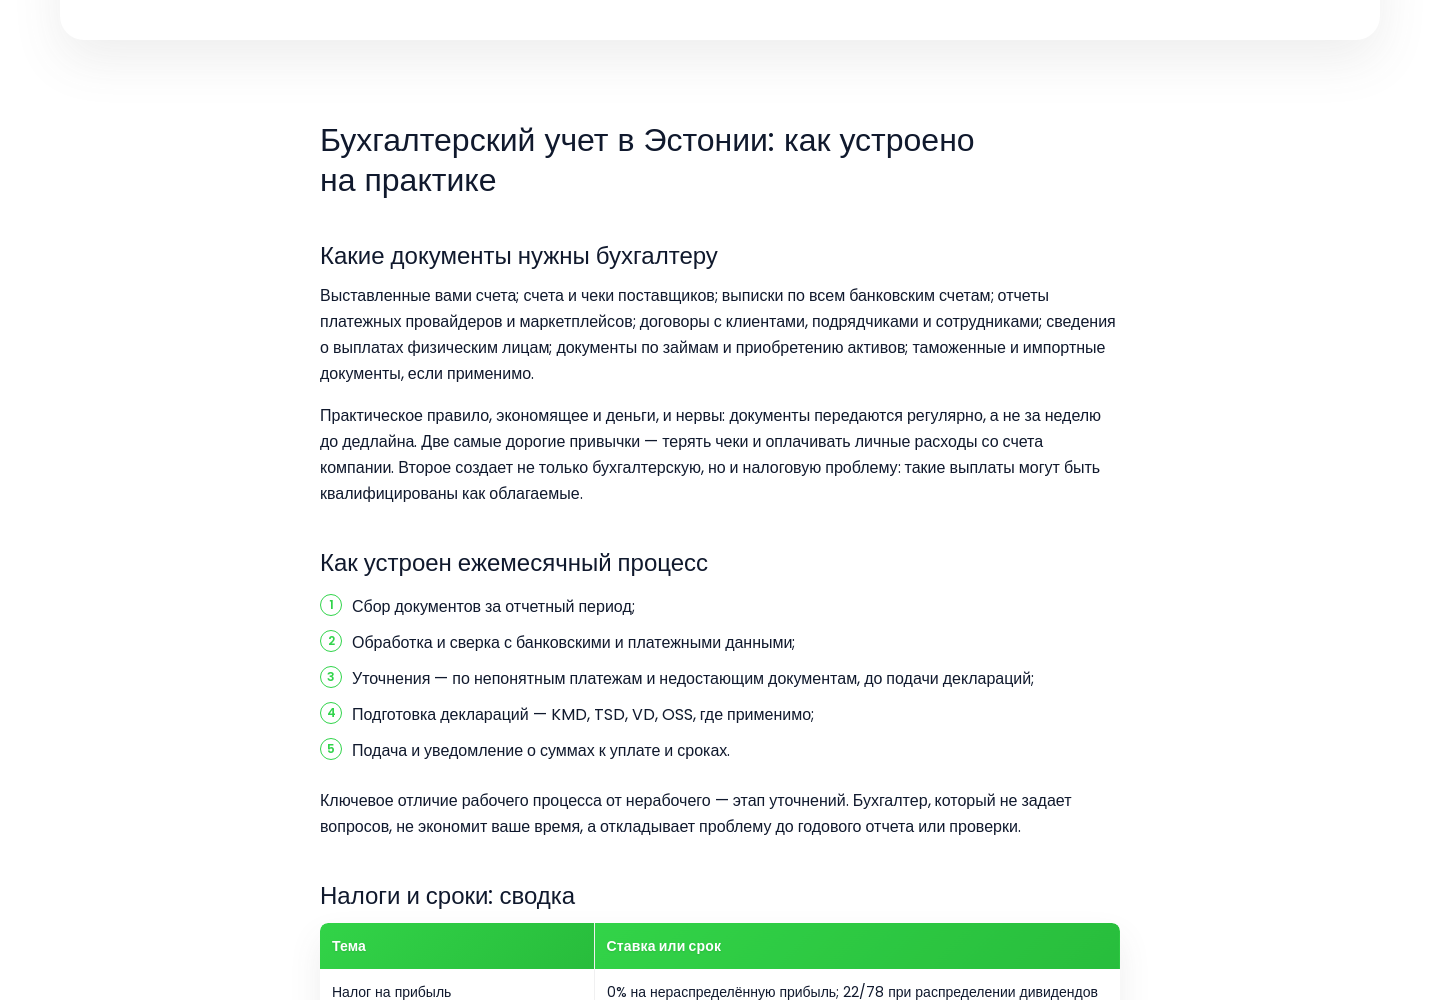 Бухгалтерский учет в Эстонии: как устроено
на практике
Какие документы нужны бухгалтеру
Выставленные вами счета; счета и чеки поставщиков; выписки по всем банковским счетам; отчеты
платежных провайдеров и маркетплейсов; договоры с клиентами, подрядчиками и сотрудниками; сведения
о выплатах физическим лицам; документы по займам и приобретению активов; таможенные и импортные
документы, если применимо.
Практическое правило, экономящее и деньги, и нервы: документы передаются регулярно, а не за неделю
до дедлайна. Две самые дорогие привычки — терять чеки и оплачивать личные расходы со счета
компании. Второе создает не только бухгалтерскую, но и налоговую проблему: такие выплаты могут быть
квалифицированы как облагаемые.
Как устроен ежемесячный процесс
1 Сбор документов за отчетный период;
2 Обработка и сверка с банковскими и платежными данными;
3 Уточнения — по непонятным платежам и недостающим документам, до подачи деклараций;
4 Подготовка деклараций — KMD, TSD, VD, OSS, где применимо;
5 Подача и уведомление о суммах к уплате и сроках.
Ключевое отличие рабочего процесса от нерабочего — этап уточнений. Бухгалтер, который не задает
вопросов, не экономит ваше время, а откладывает проблему до годового отчета или проверки.
Налоги и сроки: сводка
Тема Ставка или срок
Налог на прибыль 0% на нераспределённую прибыль; 22/78 при распределении дивидендов